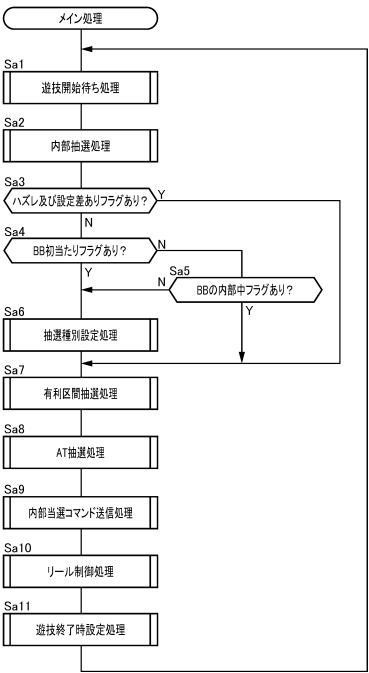 メイン処理
Sa1
遊技開始待ち処理
Sa2
内部抽選処理
Sa3
ハズレ及び設定差ありフラグあり？
Y
N
Sa4
BB初当たりフラグあり？
N
Y
Sa5
BBの内部中フラグあり？
N
Y
Sa6
抽選種別設定処理
Sa7
有利区間抽選処理
Sa8
AT抽選処理
Sa9
内部当選コマンド送信処理
Sa10
リール制御処理
Sa11
遊技終了時設定処理